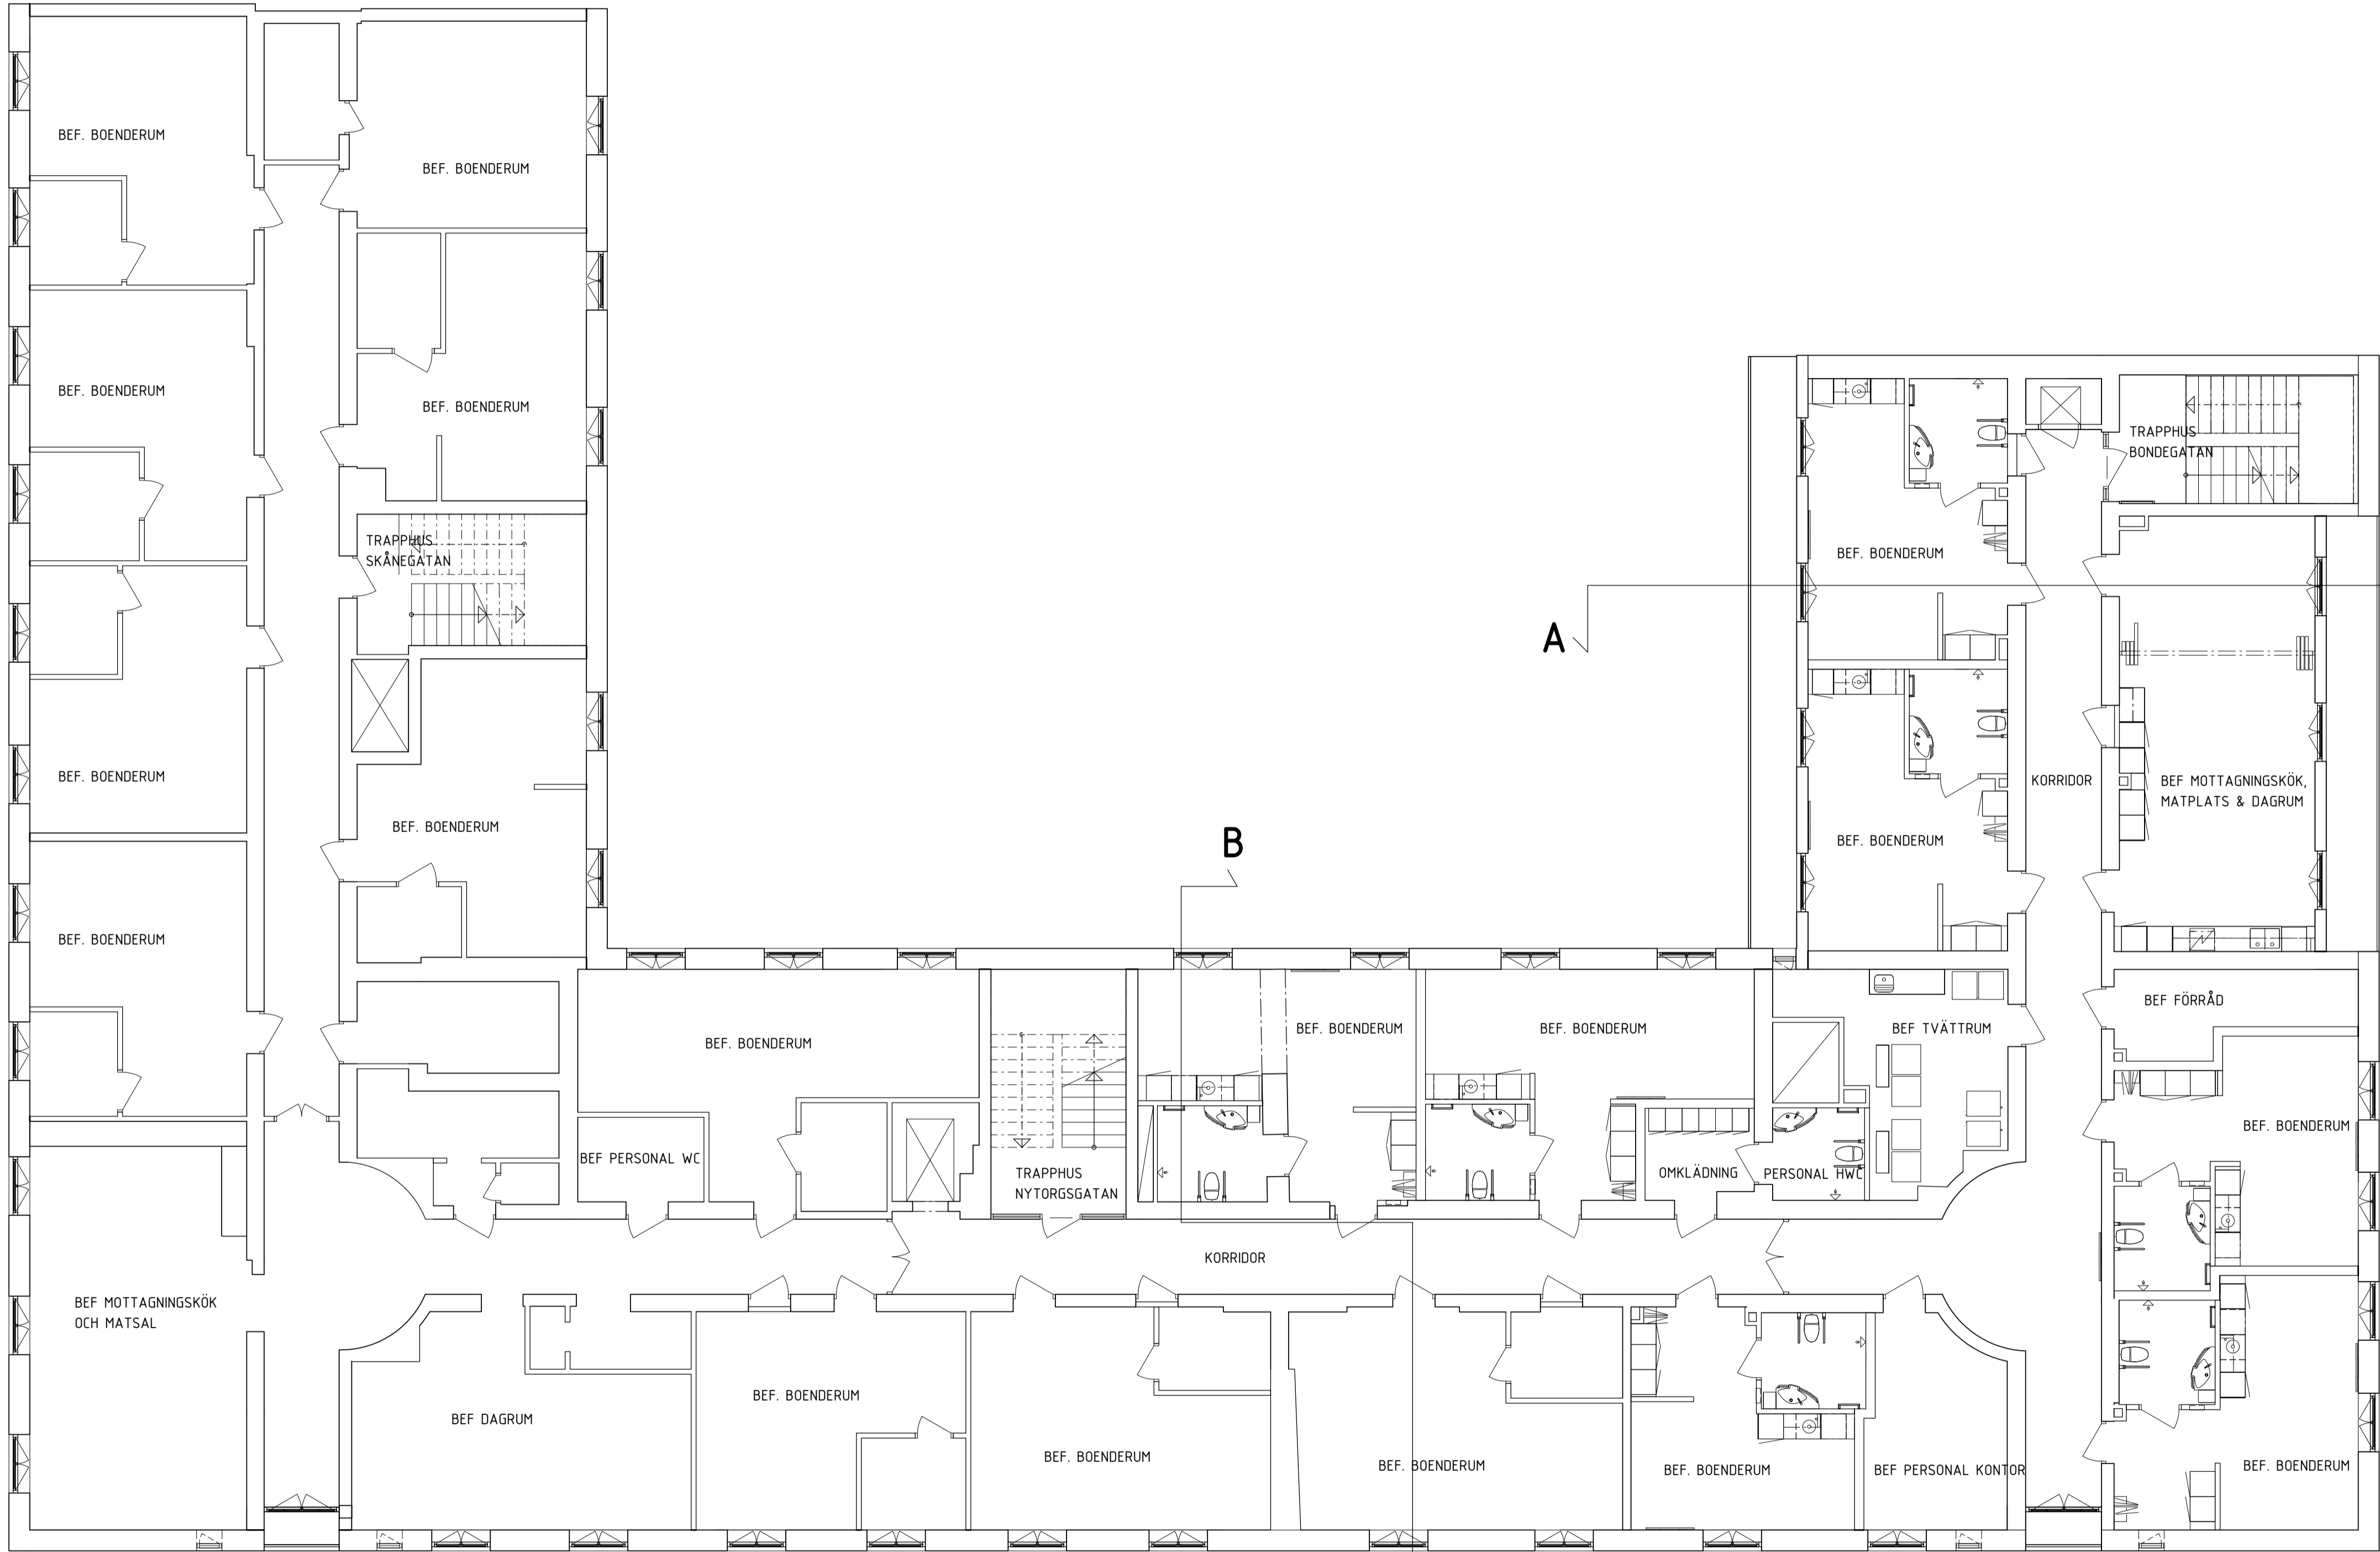 BEF. BOENDERUM
BEF. BOENDERUM
BEF. BOENDERUM
BEF. BOENDERUM
TRAPPHUS
SKÅNEGATAN
BEF. BOENDERUM
BEF. BOENDERUM
BEF. BOENDERUM
BEF MOTTAGNINGSKÖK
OCH MATSAL
BEF. BOENDERUM
BEF PERSONAL WC
BEF DAGRUM
BEF. BOENDERUM
TRAPPHUS
NYTORGSGATAN
KORRIDOR
BEF. BOENDERUM
B
BEF. BOENDERUM
BEF. BOENDERUM
BEF. BOENDERUM
OMKLÄDNING
PERSONAL HWC
BEF TVÄTTRUM
BEF. BOENDERUM
BEF PERSONAL KONTOR
A
BEF. BOENDERUM
BEF. BOENDERUM
TRAPPHUS
BONDEGATAN
KORRIDOR
BEF MOTTAGNINGSKÖK,
MATPLATS & DAGRUM
BEF FÖRRÅD
BEF. BOENDERUM
BEF. BOENDERUM